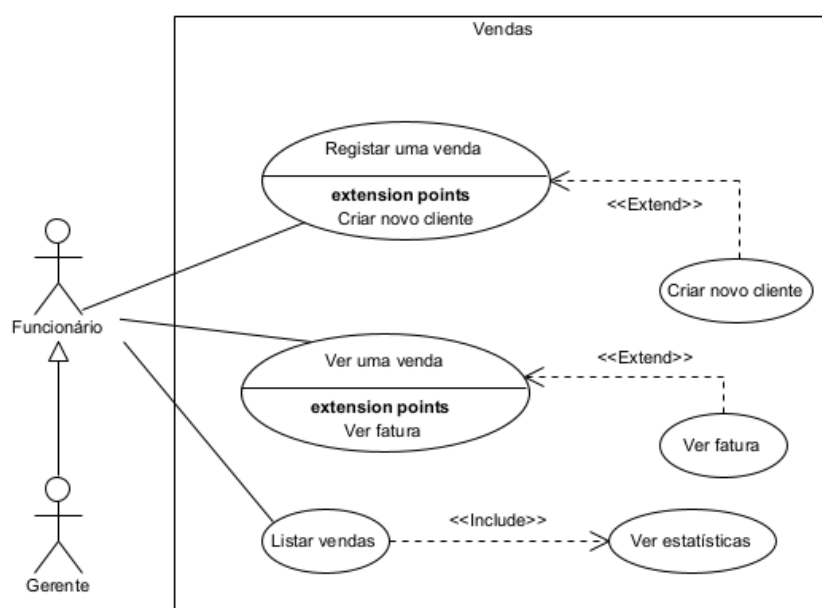 Vendas
Registar uma venda
extension points
Criar novo cliente
<<Extend>>
Criar novo cliente
Funcionário
Ver uma venda
extension points
Ver fatura
<<Extend>>
Ver fatura
Listar vendas
<<Include>>
Ver estatísticas
Gerente